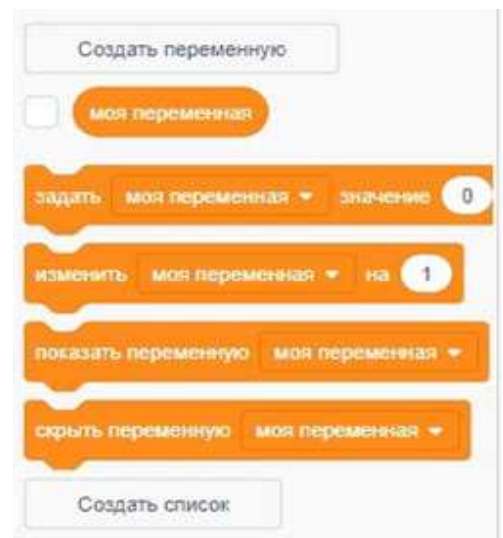 Создать переменную
моя переменная
задать моя переменная значение 0
изменить моя переменная на 1
показать переменную моя переменная
скрыть переменную моя переменная
Создать список